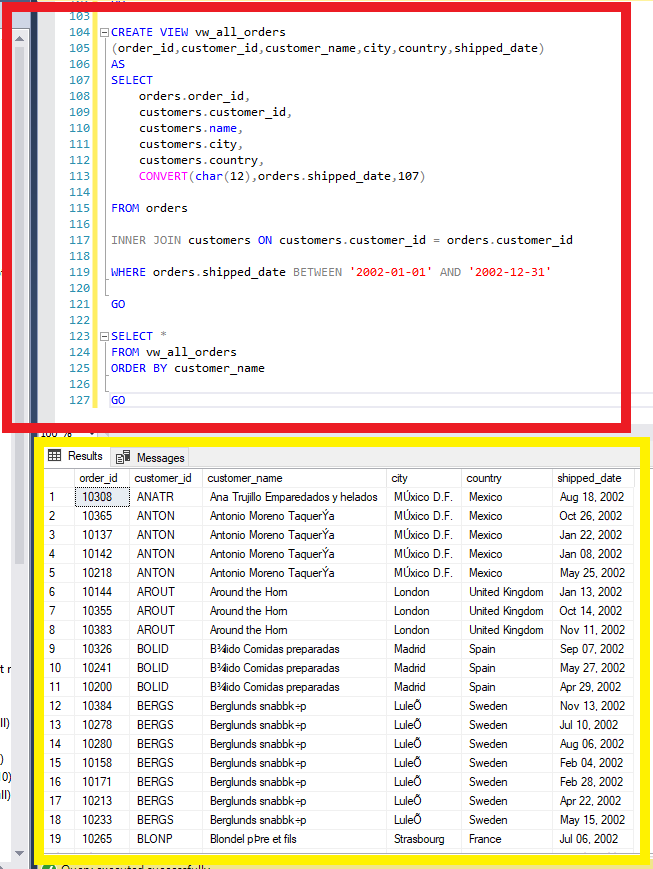 103
104 CREATE VIEW vw_all_orders
105 (order_id,customer_id,customer_name,city,country,shipped_date)
106 AS
107 SELECT
108 orders.order_id,
109 customers.customer_id,
110 customers.name,
111 customers.city,
112 customers.country,
113 CONVERT(char(12),orders.shipped_date,107)
114
115 FROM orders
116
117 INNER JOIN customers ON customers.customer_id = orders.customer_id
118
119 WHERE orders.shipped_date BETWEEN '2002-01-01' AND '2002-12-31'
120
121 GO
122
123 SELECT *
124 FROM vw_all_orders
125 ORDER BY customer_name
126
127 GO
100 %
Results Messages
order_id customer_id customer_name city country shipped_date
1 10308 ANATR Ana Trujillo Emparedados y helados MÚxico D.F. Mexico Aug 18, 2002
2 10365 ANTON Antonio Moreno TaquerÝa MÚxico D.F. Mexico Oct 26, 2002
3 10137 ANTON Antonio Moreno TaquerÝa MÚxico D.F. Mexico Jan 22, 2002
4 10142 ANTON Antonio Moreno TaquerÝa MÚxico D.F. Mexico Jan 08, 2002
5 10218 ANTON Antonio Moreno TaquerÝa MÚxico D.F. Mexico May 25, 2002
6 10144 AROUT Around the Horn London United Kingdom Jan 13, 2002
7 10355 AROUT Around the Horn London United Kingdom Oct 14, 2002
8 10383 AROUT Around the Horn London United Kingdom Nov 11, 2002
9 10326 BOLID B¾lido Comidas preparadas Madrid Spain Sep 07, 2002
10 10241 BOLID B¾lido Comidas preparadas Madrid Spain May 27, 2002
11 10200 BOLID B¾lido Comidas preparadas Madrid Spain Apr 29, 2002
12 10384 BERGS Berglunds snabbk÷p LuleÕ Sweden Nov 13, 2002
13 10278 BERGS Berglunds snabbk÷p LuleÕ Sweden Jul 10, 2002
14 10280 BERGS Berglunds snabbk÷p LuleÕ Sweden Aug 06, 2002
15 10158 BERGS Berglunds snabbk÷p LuleÕ Sweden Feb 04, 2002
16 10171 BERGS Berglunds snabbk÷p LuleÕ Sweden Feb 28, 2002
17 10213 BERGS Berglunds snabbk÷p LuleÕ Sweden Apr 22, 2002
18 10233 BERGS Berglunds snabbk÷p LuleÕ Sweden May 15, 2002
19 10265 BLONP Blondel pÞre et fils Strasbourg France Jul 06, 2002
Query executed successfully